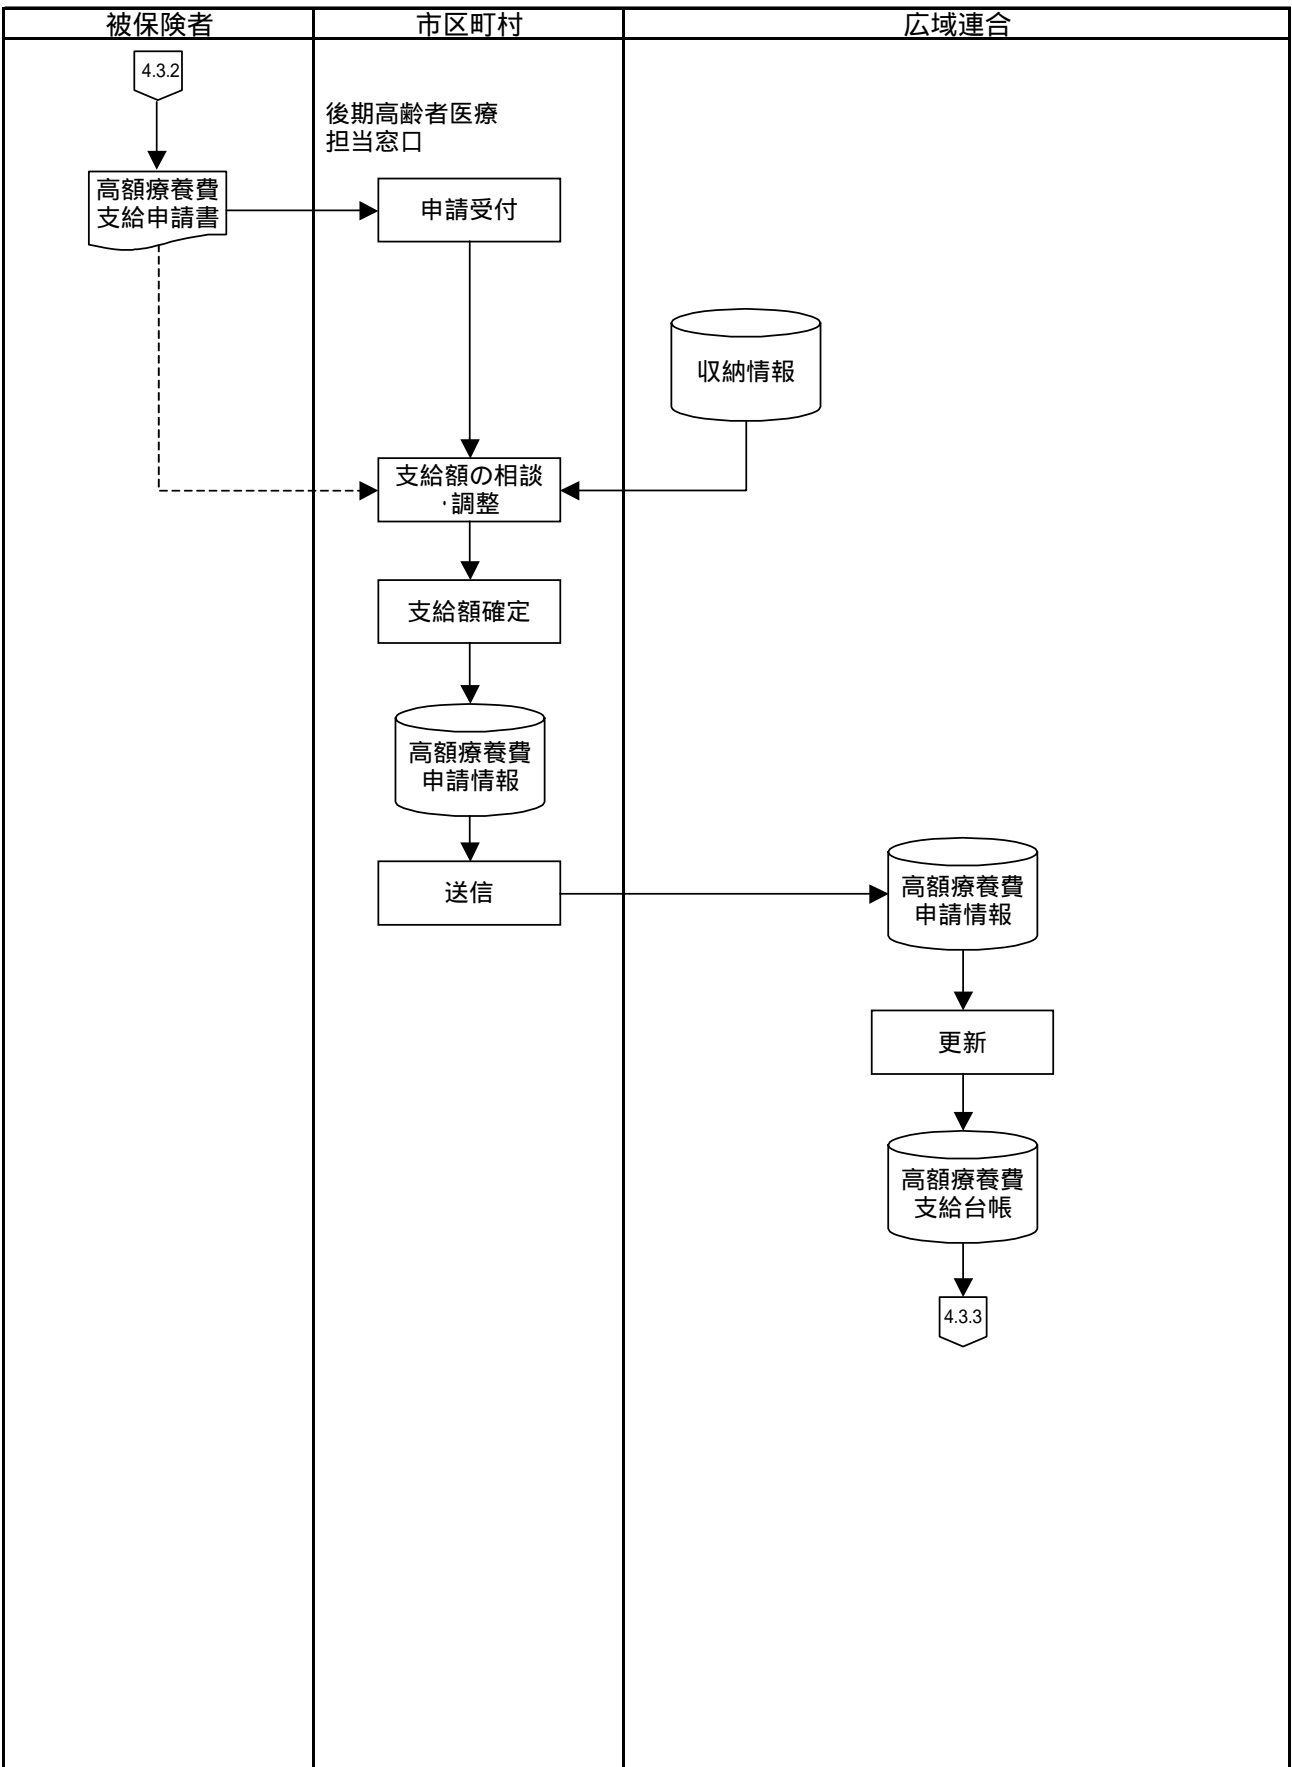 被保険者
市区町村
広域連合
4.3.2
後期高齢者医療
担当窓口
高額療養費
支給申請書
申請受付
収納情報
支給額の相談
・調整
支給額確定
高額療養費
申請情報
送信
高額療養費
申請情報
更新
高額療養費
支給台帳
4.3.3